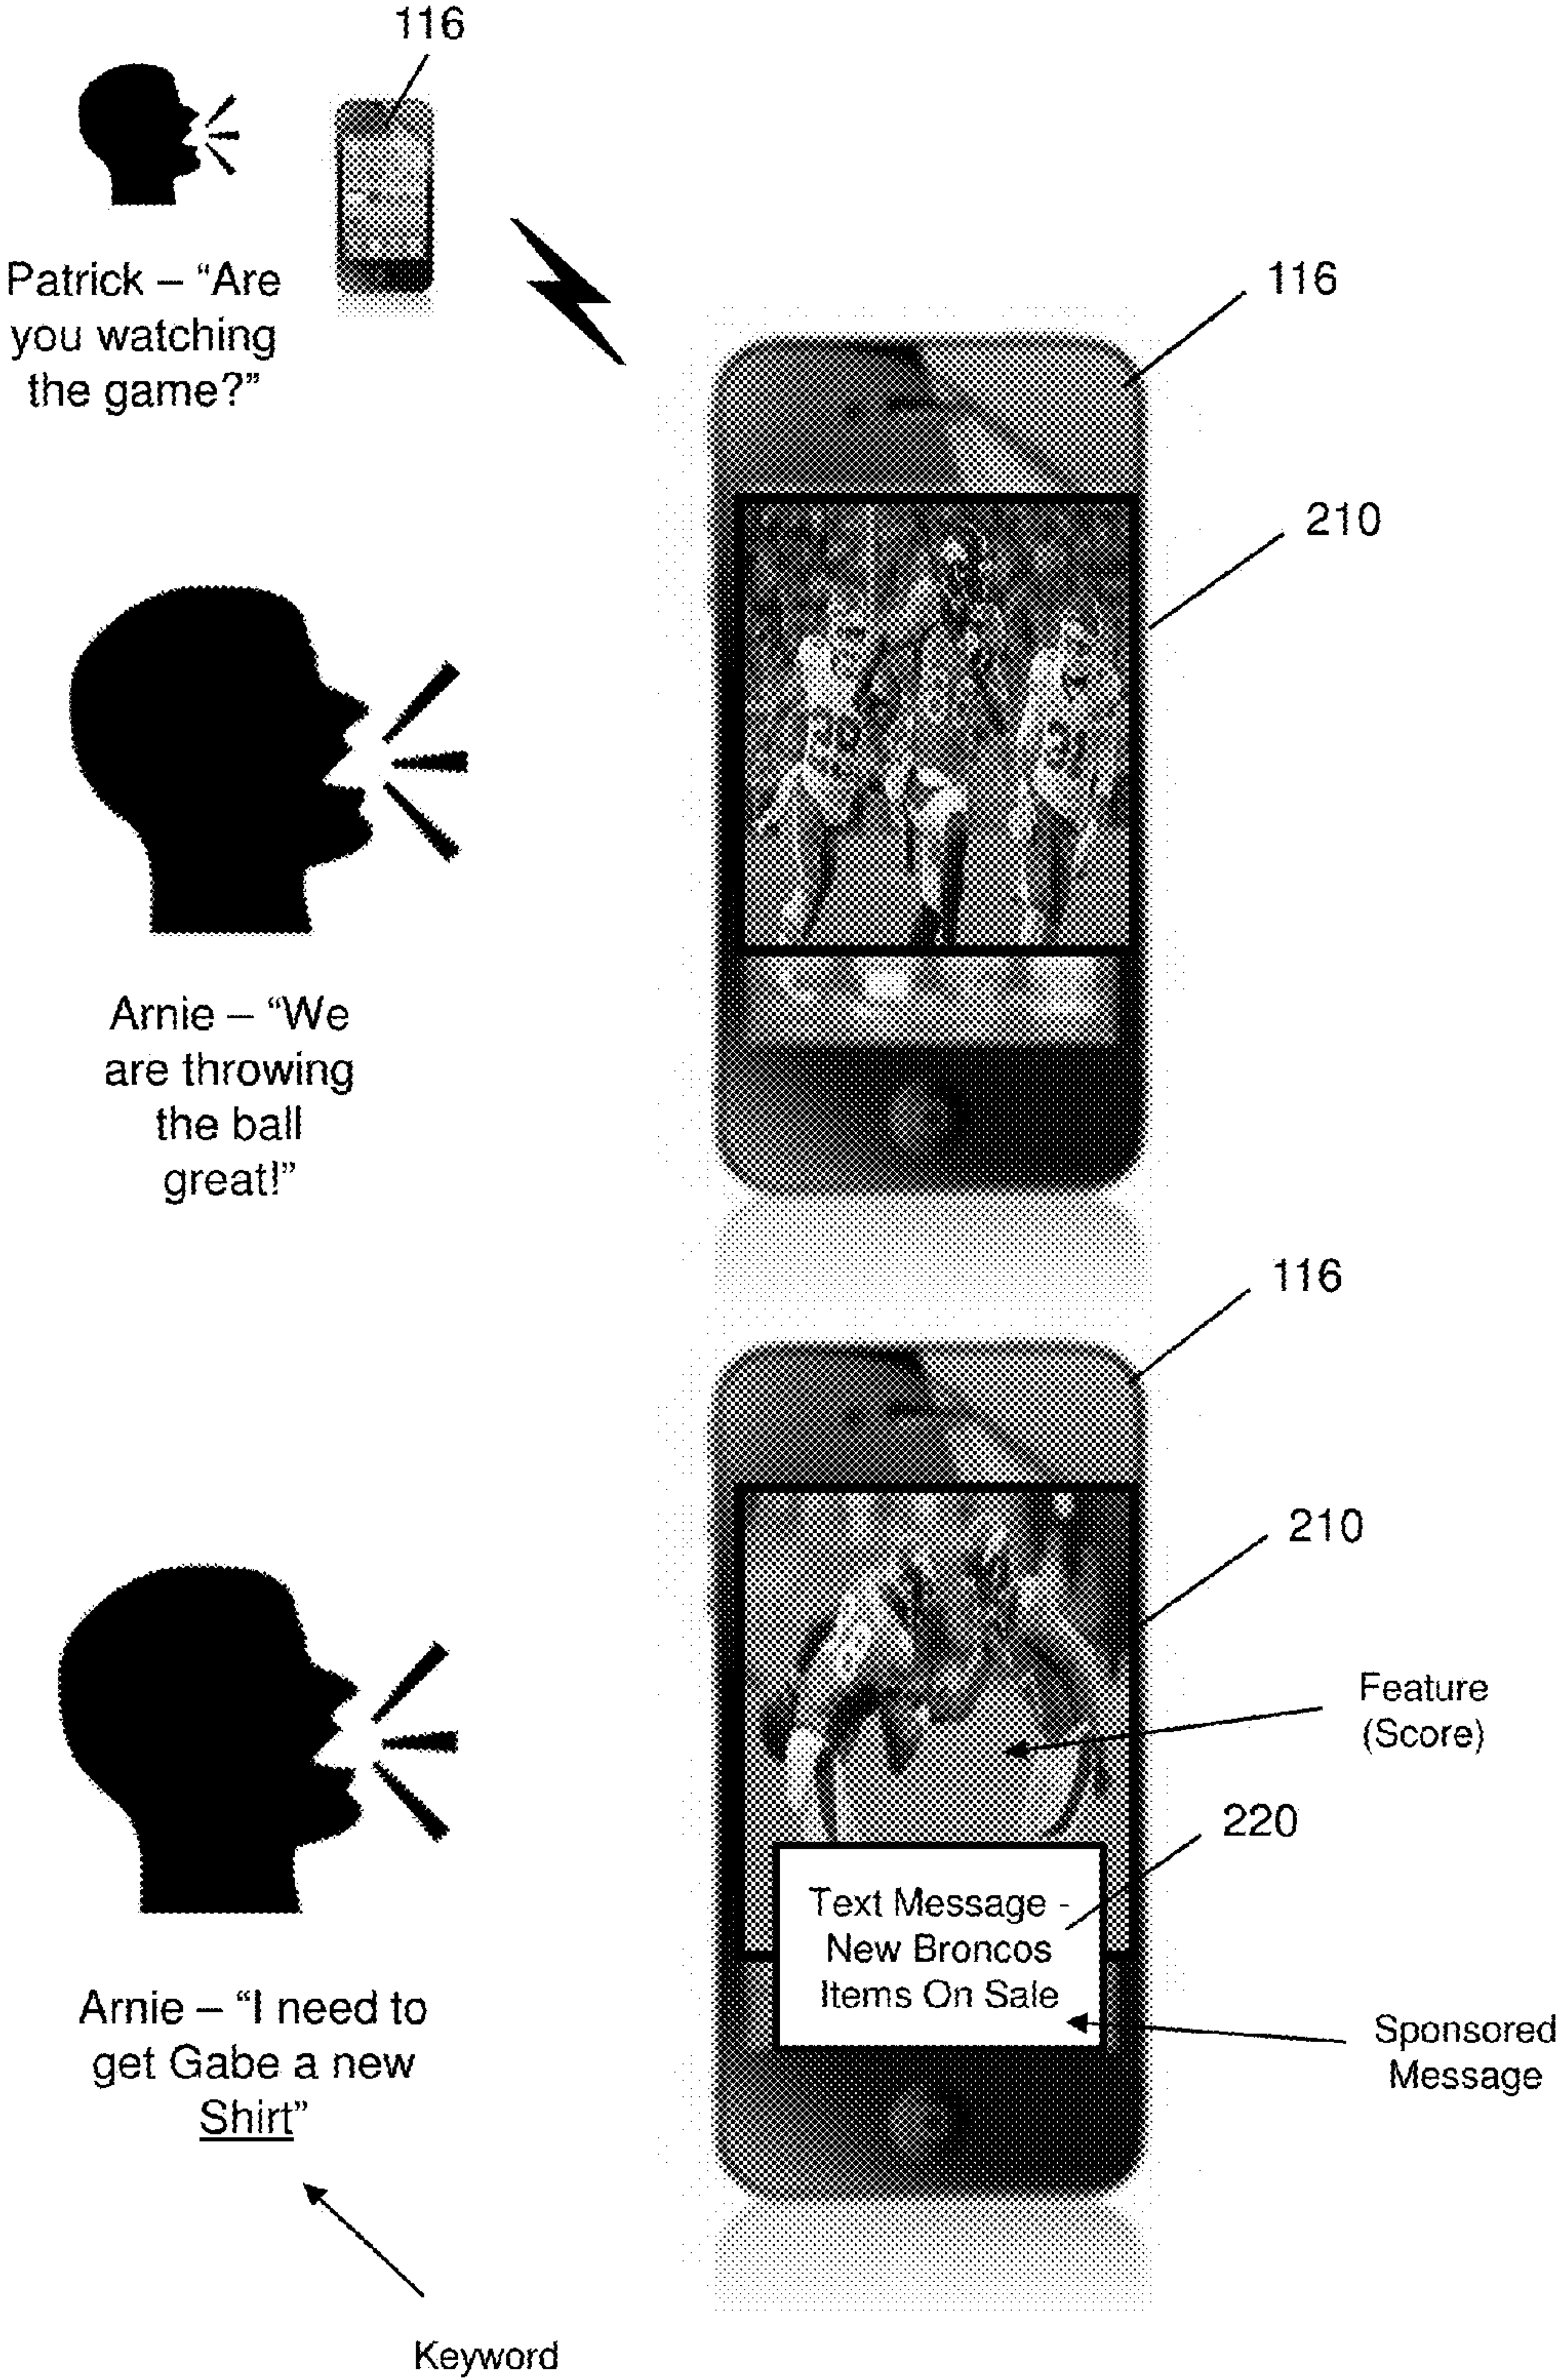 116
Patrick – “Are
you watching
the game?”
116
210
Arnie – “We
are throwing
the ball
great!”
116
210
Feature
(Score)
220
Text Message -
New Broncos
Items On Sale
Sponsored
Message
Arnie – “I need to
get Gabe a new
Shirt”
Keyword